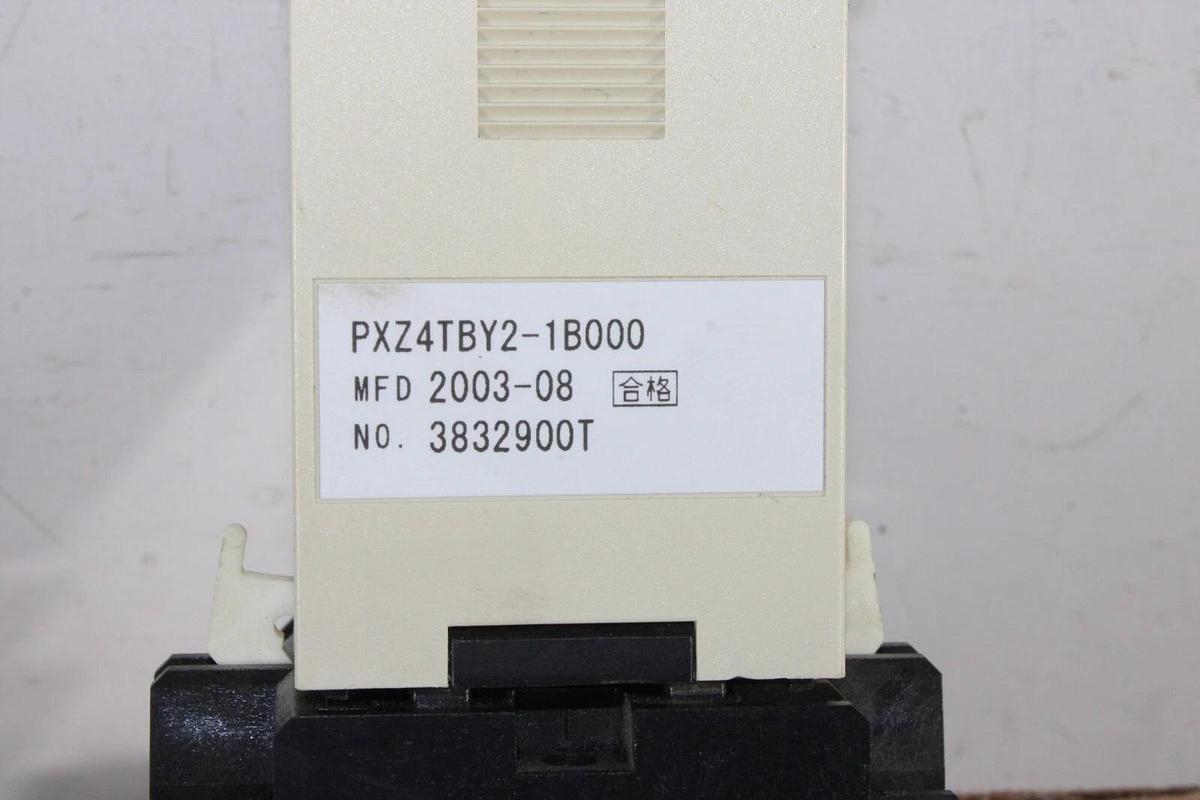 PXZ4TBY2-1B000
MFD 2003-08 合格
NO. 3832900T